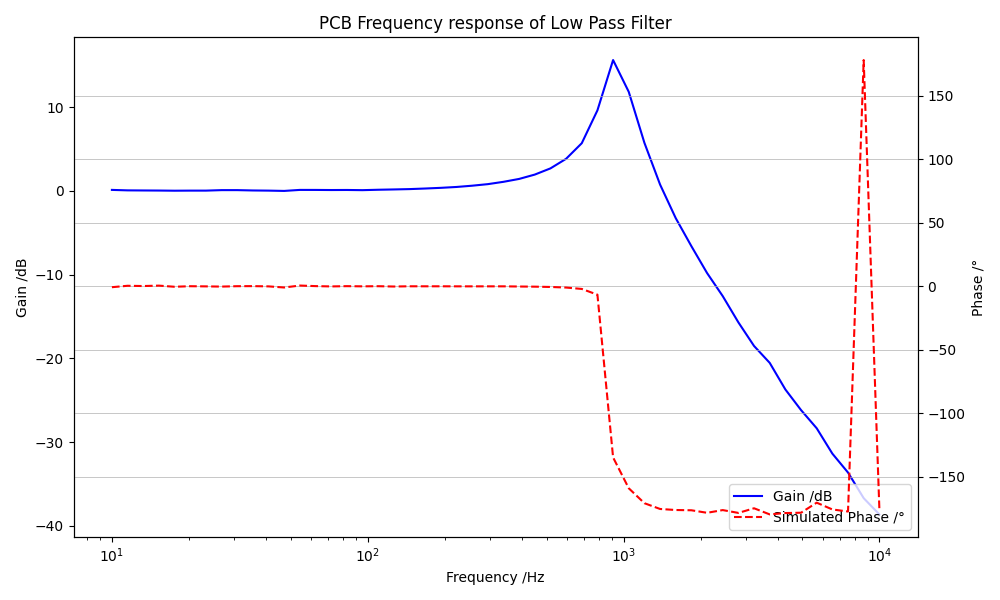 PCB Frequency response of Low Pass Filter
Gain /dB
10
0
−10
−20
−30
−40
150
100
50
0
−50
−100
−150
Phase /°
Gain /dB
Simulated Phase /°
10¹
10²
10³
10⁴
Frequency /Hz